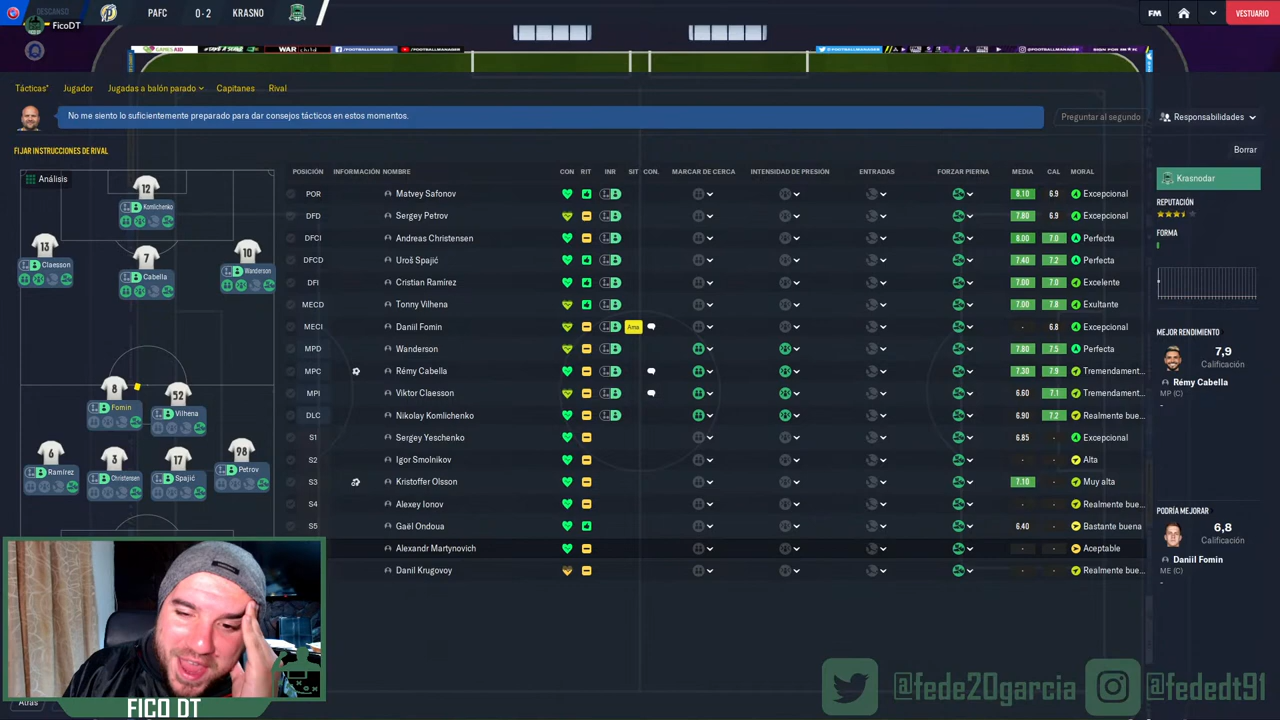 DESCANSO
PAFC 0 - 2 KRASNO
FM
VESTUARIO
FicoDT
Tácticas* Jugador Jugadas a balón parado Capitanes Rival
No me siento lo suficientemente preparado para dar consejos tácticos en estos momentos.
Preguntar al segundo
Responsabilidades
FIJAR INSTRUCCIONES DE RIVAL
Borrar
Análisis
POSICIÓN INFORMACIÓN NOMBRE CON RIT INR SIT CON. MARCAR DE CERCA INTENSIDAD DE PRESIÓN ENTRADAS FORZAR PIERNA MEDIA CAL MORAL
POR Matvey Safonov 8.10 6.9 Excepcional
DFD Sergey Petrov 7.80 6.9 Excepcional
DFCI Andreas Christensen 8.00 7.0 Perfecta
DFCD Uroš Spajić 7.40 7.2 Perfecta
DFI Cristian Ramírez 7.00 7.0 Excelente
MECD Tonny Vilhena 7.00 7.8 Exultante
MECI Daniil Fomin Ama - 6.8 Excepcional
MPD Wanderson 7.80 7.5 Perfecta
MPC Rémy Cabella 7.30 7.9 Tremendament...
MPI Viktor Claesson 6.60 7.1 Tremendament...
DLC Nikolay Komlichenko 6.90 7.2 Realmente bue...
S1 Sergey Yeschenko 6.85 - Excepcional
S2 Igor Smolnikov - - Alta
S3 Kristoffer Olsson 7.10 - Muy alta
S4 Alexey Ionov - - Realmente bue...
S5 Gaël Ondoua 6.40 - Bastante buena
Alexandr Martynovich - - Aceptable
Danil Krugovoy - - Realmente bue...
12
Komlichenko
13
Claesson
7
Cabella
10
Wanderson
8
Fomin
52
Vilhena
6
Ramírez
3
Christensen
17
Spajić
98
Petrov
Krasnodar
REPUTACIÓN
FORMA
MEJOR RENDIMIENTO
7,9
Calificación
Rémy Cabella
MP (C)
-
PODRÍA MEJORAR
6,8
Calificación
Daniil Fomin
ME (C)
-
Atrás
FICO DT
@fede20garcia
@fededt91